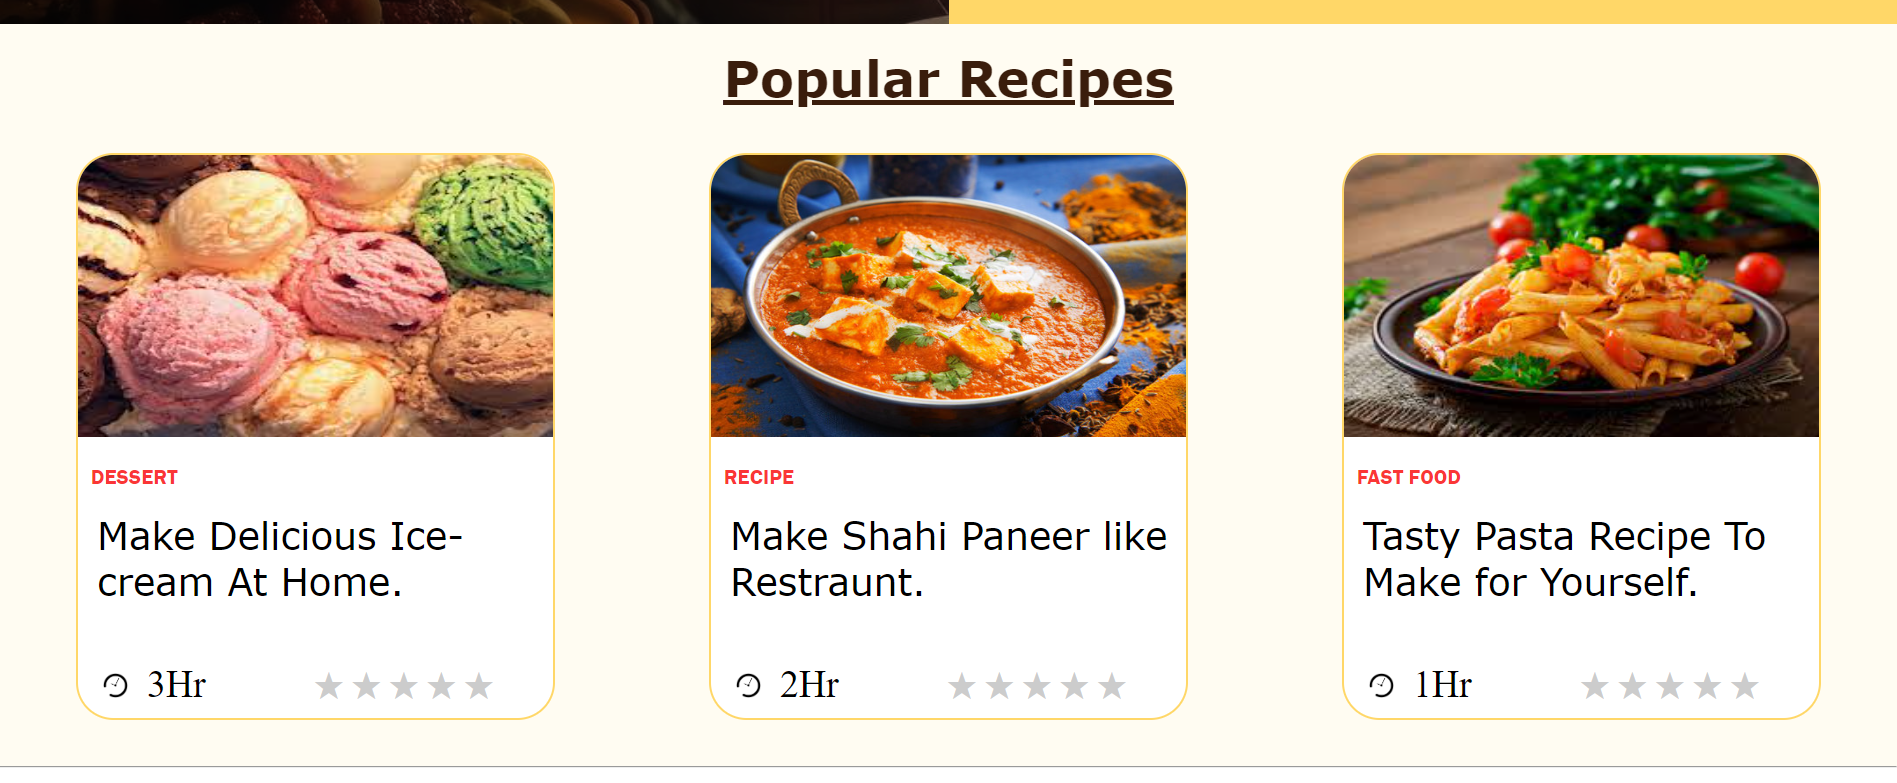 Popular Recipes
DESSERT
Make Delicious Ice-
cream At Home.
3Hr
RECIPE
Make Shahi Paneer like
Restraunt.
2Hr
FAST FOOD
Tasty Pasta Recipe To
Make for Yourself.
1Hr